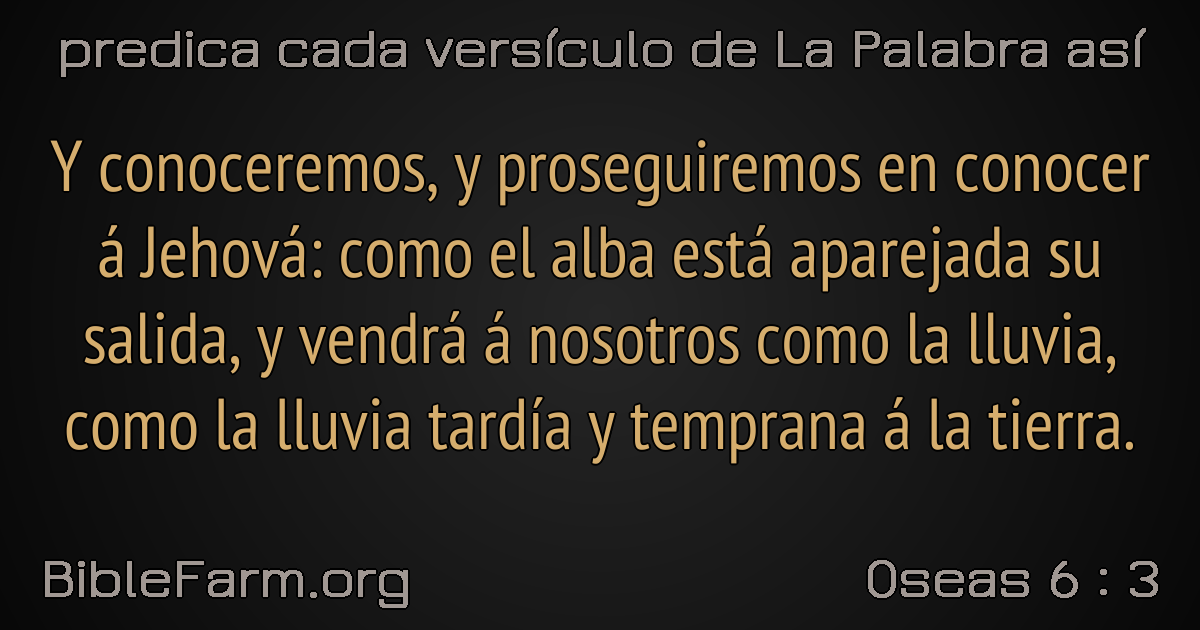 predica cada versículo de La Palabra así
Y conoceremos, y proseguiremos en conocer
á Jehová: como el alba está aparejada su
salida, y vendrá á nosotros como la lluvia,
como la lluvia tardía y temprana á la tierra.
BibleFarm.org
Oseas 6 : 3